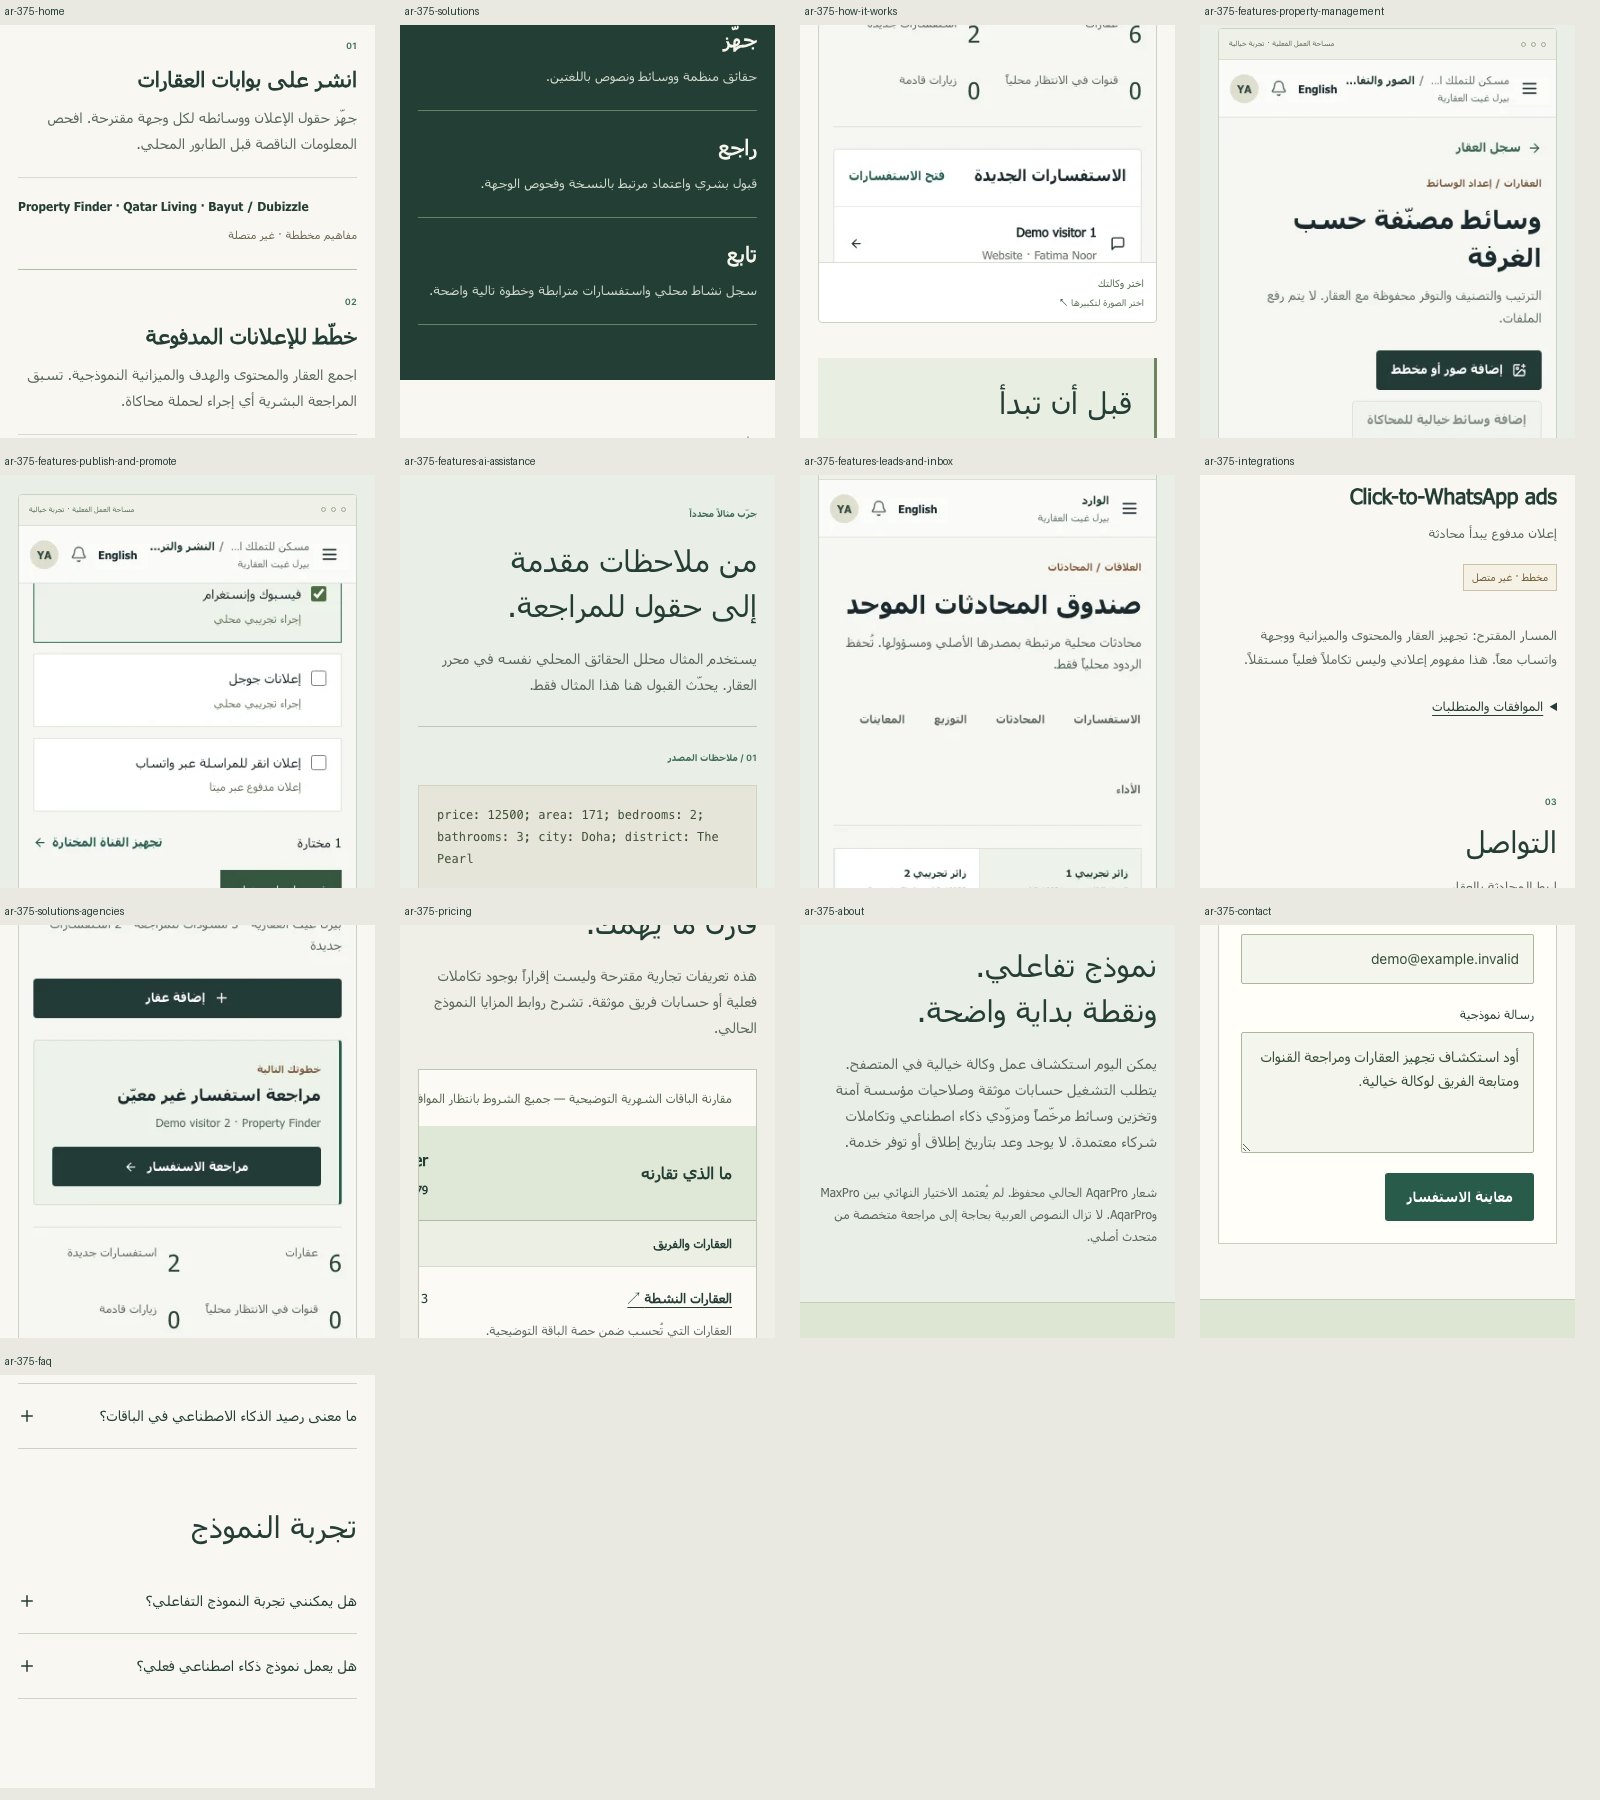 ar-375-home
01
انشر على بوابات العقارات
جهّز حقول الإعلان ووسائطه لكل وجهة مقترحة. افحص
المعلومات الناقصة قبل الطابور المحلي.
Property Finder · Qatar Living · Bayut / Dubizzle
مفاهيم مخططة · غير متصلة
02
خطّط للإعلانات المدفوعة
اجمع العقار والمحتوى والهدف والميزانية النموذجية. تسبق
المراجعة البشرية أي إجراء لحملة محاكاة.
ar-375-solutions
جهّز
حقائق منظمة ووسائط ونصوص باللغتين.
راجع
قبول بشري واعتماد مرتبط بالنسخة وفحوص الوجهة.
تابع
سجل نشاط محلي واستفسارات مترابطة وخطوة تالية واضحة.
ar-375-how-it-works
6 عقارات
2 استفسارات جديدة
0 قنوات في الانتظار محلياً
0 زيارات قادمة
الاستفسارات الجديدة
فتح الاستفسارات
Demo visitor 1
Website · Fatima Noor
اختر وكالتك
اختر الصورة لتكبيرها ↖
قبل أن تبدأ
ar-375-features-property-management
مساحة العمل الفعلية · تجربة خيالية
مسكن للتملك ا... / الصور والتفا...
بيرل غيت العقارية
English
YA
سجل العقار
العقارات / إعداد الوسائط
وسائط مصنّفة حسب
الغرفة
الترتيب والتصنيف والتوفر محفوظة مع العقار. لا يتم رفع
الملفات.
إضافة صور أو مخطط
إضافة وسائط خيالية للمحاكاة
ar-375-features-publish-and-promote
مساحة العمل الفعلية · تجربة خيالية
مسكن للتملك ا... / النشر والتر...
بيرل غيت العقارية
English
YA
فيسبوك وإنستغرام
إجراء تجريبي محلي
إعلانات جوجل
إجراء تجريبي محلي
إعلان انقر للمراسلة عبر واتساب
إعلان مدفوع عبر ميتا
1 مختارة
تجهيز القناة المختارة ←
ar-375-features-ai-assistance
جرّب مثالاً محدداً
من ملاحظات مقدمة
إلى حقول للمراجعة.
يستخدم المثال محلل الحقائق المحلي نفسه في محرر
العقار. يحدّث القبول هنا هذا المثال فقط.
01 / ملاحظات المصدر
price: 12500; area: 171; bedrooms: 2;
bathrooms: 3; city: Doha; district: The
Pearl
ar-375-features-leads-and-inbox
الوارد
بيرل غيت العقارية
English
YA
العلاقات / المحادثات
صندوق المحادثات الموحد
محادثات محلية مرتبطة بمصدرها الأصلي ومسؤولها. تُحفظ
الردود محلياً فقط.
الاستفسارات
المحادثات
التوزيع
المعاينات
الأداء
زائر تجريبي 1
زائر تجريبي 2
ar-375-integrations
Click-to-WhatsApp ads
إعلان مدفوع يبدأ محادثة
مخطط · غير متصل
المسار المقترح: تجهيز العقار والمحتوى والميزانية ووجهة
واتساب معاً. هذا مفهوم إعلاني وليس تكاملاً فعلياً مستقلاً.
الموافقات والمتطلبات
03
التواصل
اربط المحادثة بالعقار
ar-375-solutions-agencies
جديدة
إضافة عقار
خطوتك التالية
مراجعة استفسار غير معيّن
Demo visitor 2 · Property Finder
مراجعة الاستفسار ←
6 عقارات
2 استفسارات جديدة
0 قنوات في الانتظار محلياً
0 زيارات قادمة
ar-375-pricing
قارن ما يهمك.
هذه تعريفات تجارية مقترحة وليست إقراراً بوجود تكاملات
فعلية أو حسابات فريق موثقة. تشرح روابط المزايا النموذج
الحالي.
مقارنة الباقات الشهرية التوضيحية — جميع الشروط بانتظار
ما الذي تقارنه
er
79
العقارات والفريق
العقارات النشطة ↗
3
العقارات التي تُحسب ضمن حصة الباقة التوضيحية.
ar-375-about
نموذج تفاعلي.
ونقطة بداية واضحة.
يمكن اليوم استكشاف عمل وكالة خيالية في المتصفح.
يتطلب التشغيل حسابات موثقة وصلاحيات مؤسسة آمنة
وتخزين وسائط مرخّصاً ومزوّدي ذكاء اصطناعي وتكاملات
شركاء معتمدة. لا يوجد وعد بتاريخ إطلاق أو توفر خدمة.
شعار AqarPro الحالي محفوظ. لم يُعتمد الاختيار النهائي بين MaxPro
وAqarPro. لا تزال النصوص العربية بحاجة إلى مراجعة متخصصة من
متحدث أصلي.
ar-375-contact
demo@example.invalid
رسالة نموذجية
أود استكشاف تجهيز العقارات ومراجعة القنوات
ومتابعة الفريق لوكالة خيالية.
معاينة الاستفسار
ar-375-faq
ما معنى رصيد الذكاء الاصطناعي في الباقات؟
تجربة النموذج
هل يمكنني تجربة النموذج التفاعلي؟
هل يعمل نموذج ذكاء اصطناعي فعلي؟